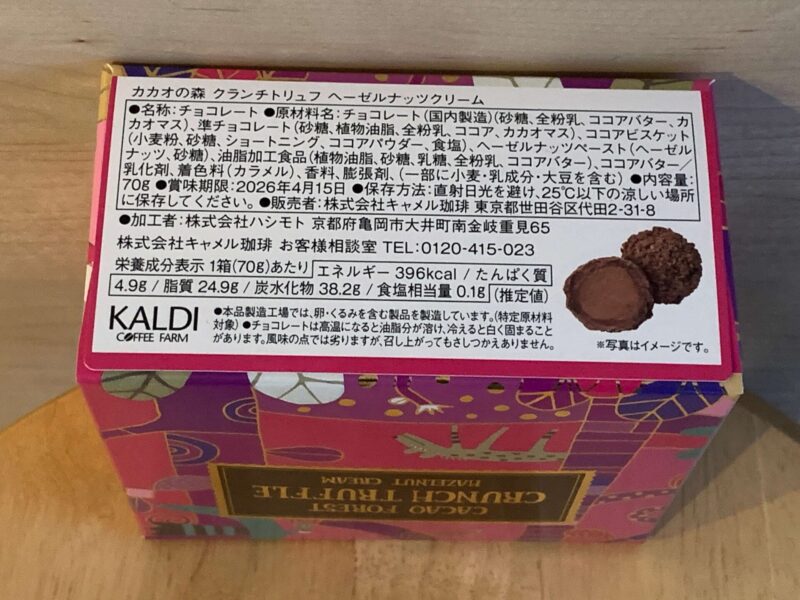 カカオの森 クランチトリュフ ヘーゼルナッツクリーム
●名称:チョコレート ●原材料名:チョコレート(国内製造)(砂糖、全粉乳、ココアバター、カ
カオマス)、準チョコレート(砂糖、植物油脂、全粉乳、ココア、カカオマス)、ココアビスケット
(小麦粉、砂糖、ショートニング、ココアパウダー、食塩)、ヘーゼルナッツペースト(ヘーゼル
ナッツ、砂糖)、油脂加工食品(植物油脂、砂糖、乳糖、全粉乳、ココアバター)、ココアバター/
乳化剤、着色料(カラメル)、香料、膨張剤、(一部に小麦・乳成分・大豆を含む) ●内容量:
70g ●賞味期限:2026年4月15日 ●保存方法:直射日光を避け、25℃以下の涼しい場所
に保存してください。●販売者:株式会社キャメル珈琲 東京都世田谷区代田2-31-8
●加工者:株式会社ハシモト 京都府亀岡市大井町南金岐重見65
株式会社キャメル珈琲 お客様相談室 TEL:0120-415-023
栄養成分表示 1箱(70g)あたり エネルギー 396kcal / たんぱく質
4.9g / 脂質 24.9g / 炭水化物 38.2g / 食塩相当量 0.1g (推定値)
KALDI
COFFEE FARM
●本品製造工場では、卵・くるみを含む製品を製造しています。(特定原材料
対象) ●チョコレートは高温になると油脂分が溶け、冷えると白く固まること
があります。風味の点では劣りますが、召し上がってもさしつかえありません。
※写真はイメージです。
CACAO FOREST
CRUNCH TRUFFLE
HAZELNUT CREAM